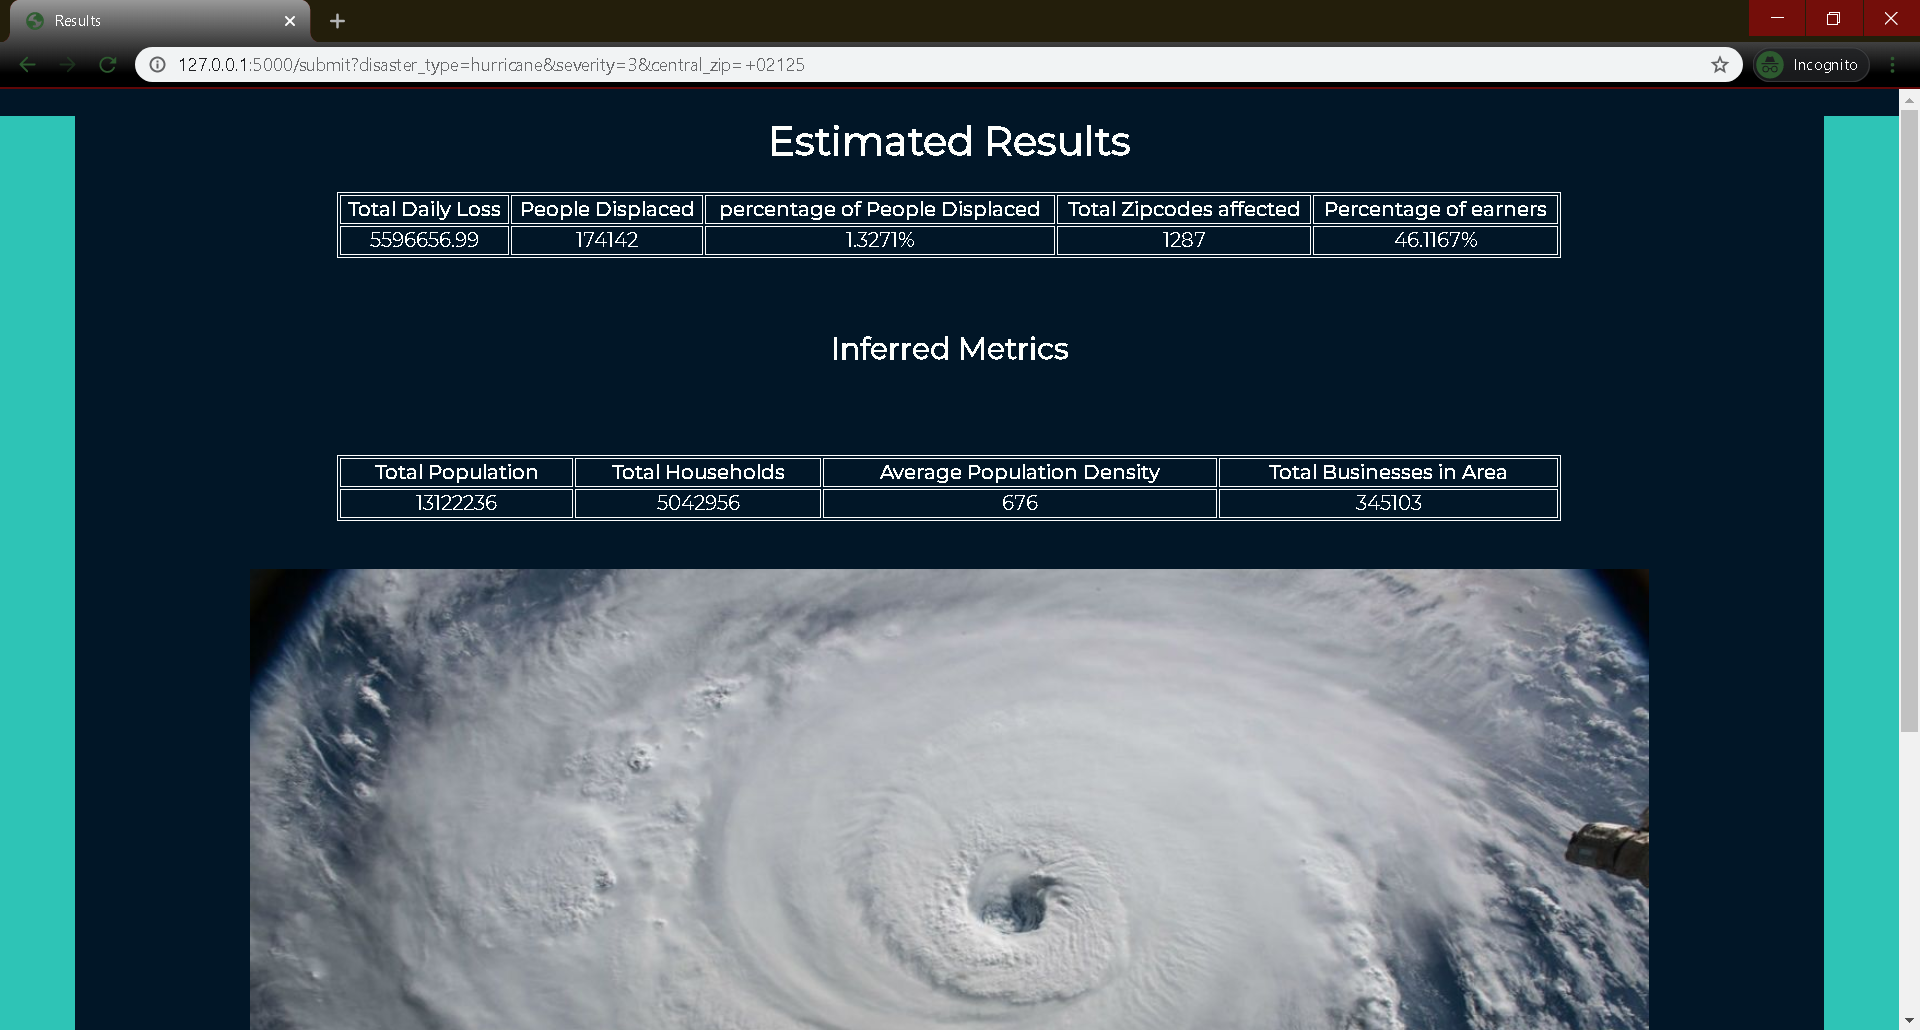 Results
127.0.0.1:5000/submit?disaster_type=hurricane&severity=3&central_zip=+02125
Incognito
Estimated Results
Total Daily Loss People Displaced percentage of People Displaced Total Zipcodes affected Percentage of earners
5596656.99 174142 1.3271% 1287 46.1167%
Inferred Metrics
Total Population Total Households Average Population Density Total Businesses in Area
13122236 5042956 676 345103